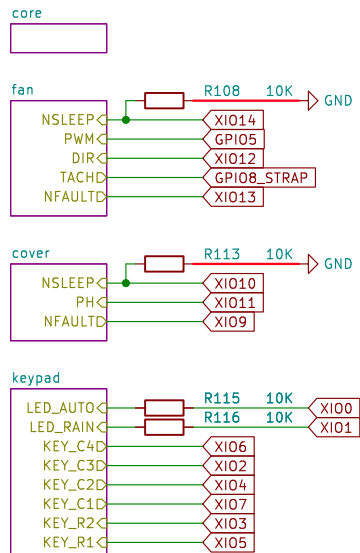 core
fan
R108 10K GND
NSLEEP XIO14
PWM GPIO5
DIR XIO12
TACH GPIO8_STRAP
NFAULT XIO13
cover
R113 10K GND
NSLEEP XIO10
PH XIO11
NFAULT XIO9
keypad
LED_AUTO R115 10K XIO0
LED_RAIN R116 10K XIO1
KEY_C4 XIO6
KEY_C3 XIO2
KEY_C2 XIO4
KEY_C1 XIO7
KEY_R2 XIO3
KEY_R1 XIO5